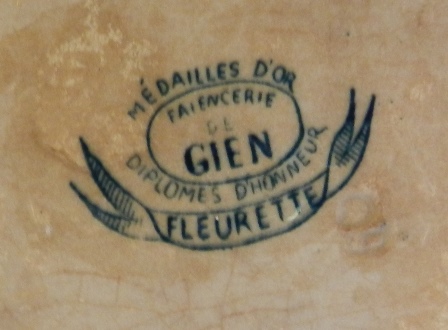 MÉDAILLES D'OR
FAIENCERIE
DE
GIEN
DIPLOMES D'HONNEUR
FLEURETTE